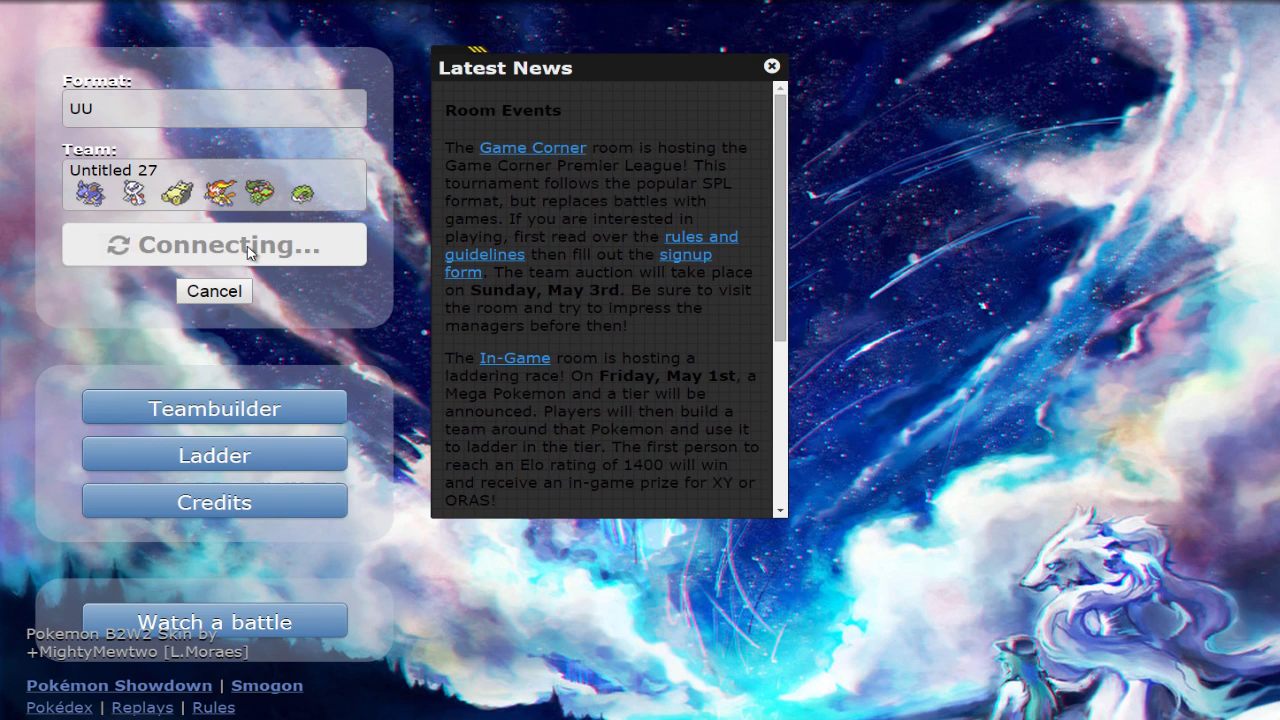 Format:
UU
Team:
Untitled 27
Connecting...
Cancel
Teambuilder
Ladder
Credits
Watch a battle
Pokemon B2W2 Skin by
+MightyMewtwo [L.Moraes]
Pokémon Showdown | Smogon
Pokédex | Replays | Rules
Latest News
Room Events
The Game Corner room is hosting the
Game Corner Premier League! This
tournament follows the popular SPL
format, but replaces battles with
games. If you are interested in
playing, first read over the rules and
guidelines then fill out the signup
form. The team auction will take place
on Sunday, May 3rd. Be sure to visit
the room and try to impress the
managers before then!
The In-Game room is hosting a
laddering race! On Friday, May 1st, a
Mega Pokemon and a tier will be
announced. Players will then build a
team around that Pokemon and use it
to ladder in the tier. The first person to
reach an Elo rating of 1400 will win
and receive an in-game prize for XY or
ORAS!